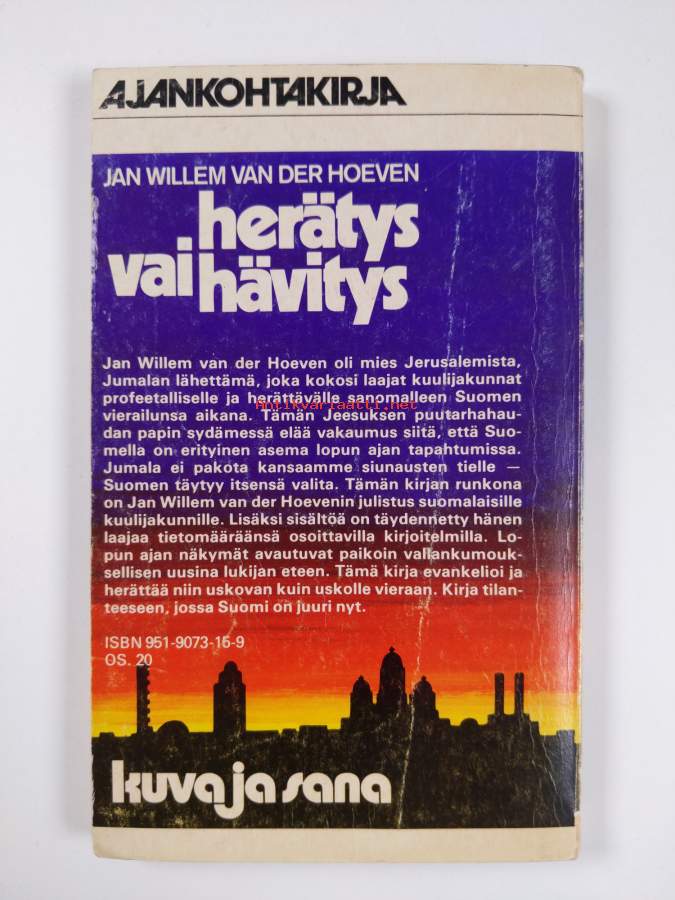 AJANKOHTAKIRJA
JAN WILLEM VAN DER HOEVEN
herätys
vai hävitys
Jan Willem van der Hoeven oli mies Jerusalemista,
Jumalan lähettämä, joka kokosi laajat kuulijakunnat
profeetalliselle ja herättävälle sanomalleen Suomen
vierailunsa aikana. Tämän Jeesuksen puutarhahau-
dan papin sydämessä elää vakaumus siitä, että Suo-
mella on erityinen asema lopun ajan tapahtumissa.
Jumala ei pakota kansaamme siunausten tielle —
Suomen täytyy itsensä valita. Tämän kirjan runkona
on Jan Willem van der Hoevenin julistus suomalaisille
kuulijakunnille. Lisäksi sisältöä on täydennetty hänen
laajaa tietomääräänsä osoittavilla kirjoitelmilla. Lo-
pun ajan näkymät avautuvat paikoin vallankumouk-
sellisen uusina lukijan eteen. Tämä kirja evankelioi ja
herättää niin uskovan kuin uskolle vieraan. Kirja tilan-
teeseen, jossa Suomi on juuri nyt.
ISBN 951-9073-16-9
OS. 20
kuva ja sana
Antikvariaatti.net